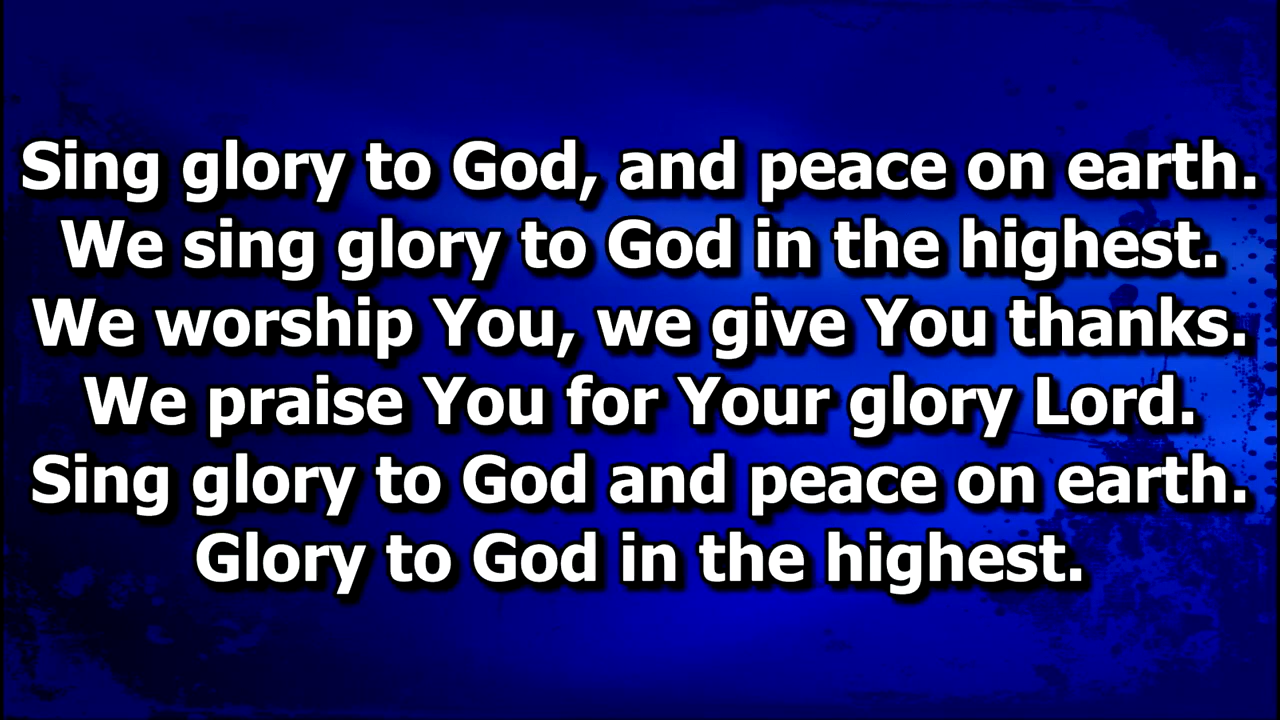 Sing glory to God, and peace on earth.
We sing glory to God in the highest.
We worship You, we give You thanks.
We praise You for Your glory Lord.
Sing glory to God and peace on earth.
Glory to God in the highest.